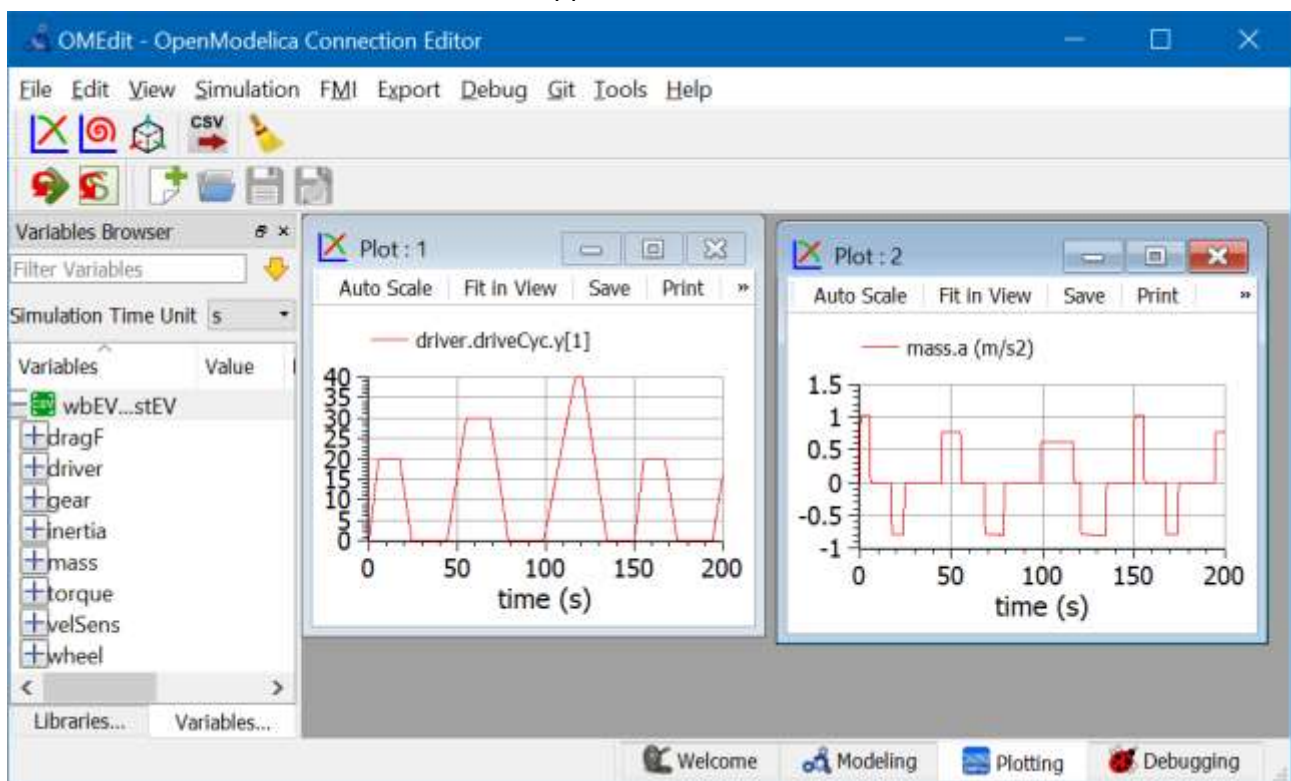 OMEdit - OpenModelica Connection Editor
File Edit View Simulation FMI Export Debug Git Tools Help
CSV
Variables Browser
Filter Variables
Simulation Time Unit s
Variables Value
wbEV...stEV
dragF
driver
gear
inertia
mass
torque
velSens
wheel
Libraries... Variables...
Plot : 1
Auto Scale Fit in View Save Print »
driver.driveCyc.y[1]
40
35
30
25
20
15
10
5
0
0 50 100 150 200
time (s)
Plot : 2
Auto Scale Fit in View Save Print »
mass.a (m/s2)
1.5
1
0.5
0
-0.5
-1
0 50 100 150 200
time (s)
Welcome Modeling Plotting Debugging